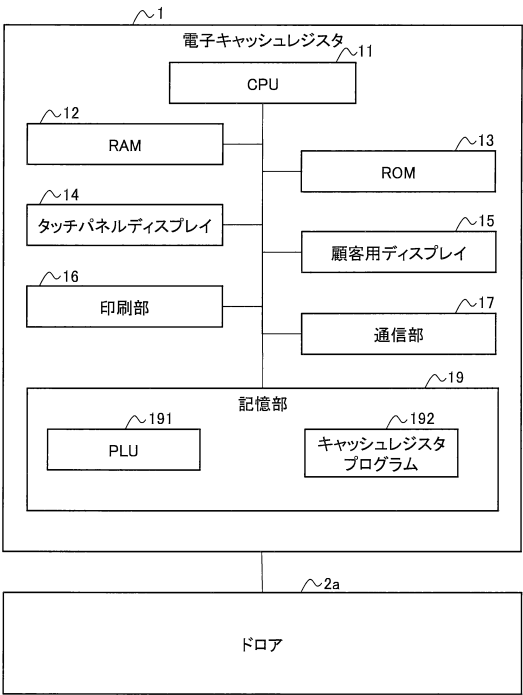 1
電子キャッシュレジスタ
11
CPU
12
RAM
13
ROM
14
タッチパネルディスプレイ
15
顧客用ディスプレイ
16
印刷部
17
通信部
19
記憶部
191
PLU
192
キャッシュレジスタ
プログラム
2a
ドロア